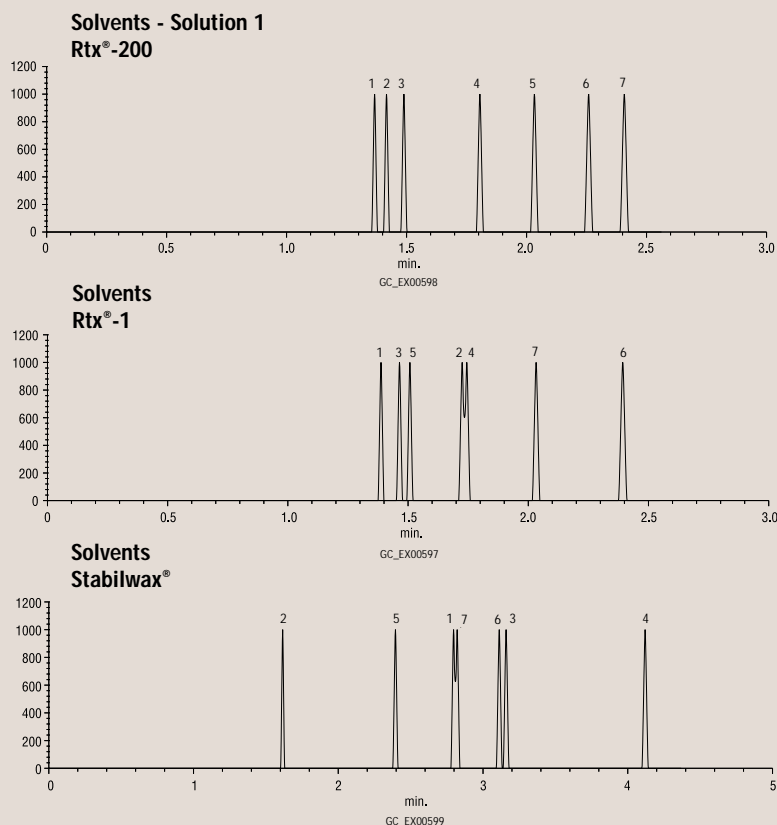 Solvents - Solution 1
Rtx®-200
1200
1000
800
600
400
200
0
1 2 3 4 5 6 7
0 0.5 1.0 1.5 2.0 2.5 3.0
min.
GC_EX00598
Solvents
Rtx®-1
1200
1000
800
600
400
200
0
1 3 5 2 4 7 6
0 0.5 1.0 1.5 2.0 2.5 3.0
min.
GC_EX00597
Solvents
Stabilwax®
1200
1000
800
600
400
200
0
2 5 1 7 6 3 4
0 1 2 3 4 5
min.
GC_EX00599